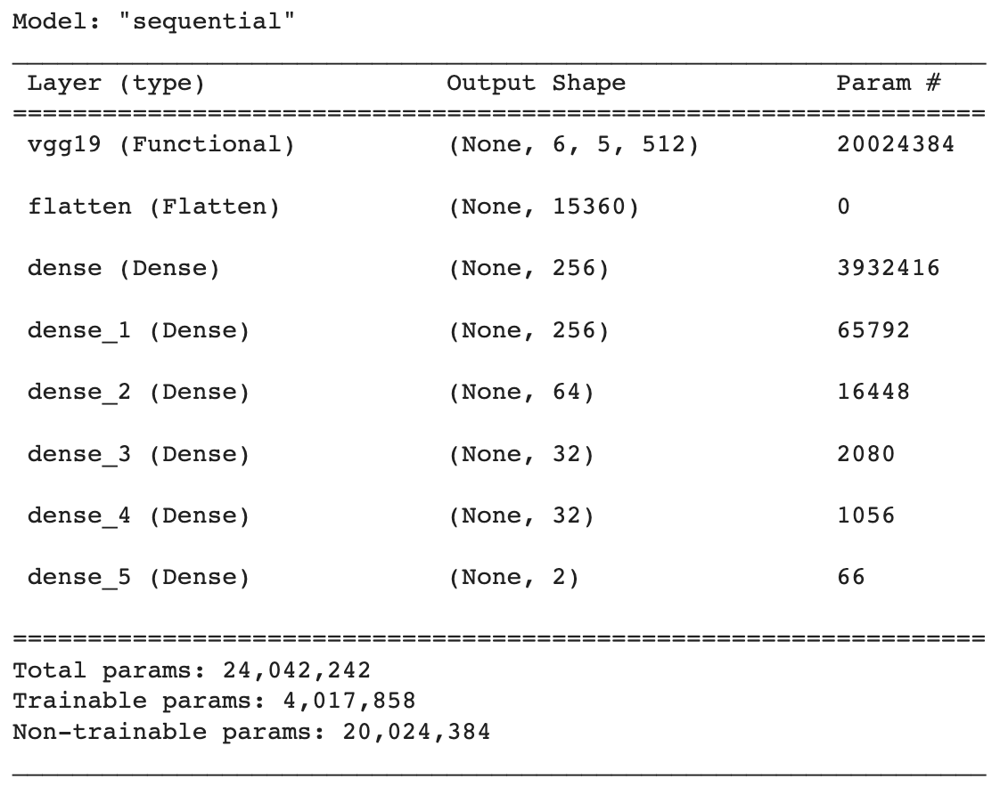 Model: "sequential"
Layer (type) Output Shape Param #
vgg19 (Functional) (None, 6, 5, 512) 20024384
flatten (Flatten) (None, 15360) 0
dense (Dense) (None, 256) 3932416
dense_1 (Dense) (None, 256) 65792
dense_2 (Dense) (None, 64) 16448
dense_3 (Dense) (None, 32) 2080
dense_4 (Dense) (None, 32) 1056
dense_5 (Dense) (None, 2) 66
Total params: 24,042,242
Trainable params: 4,017,858
Non-trainable params: 20,024,384